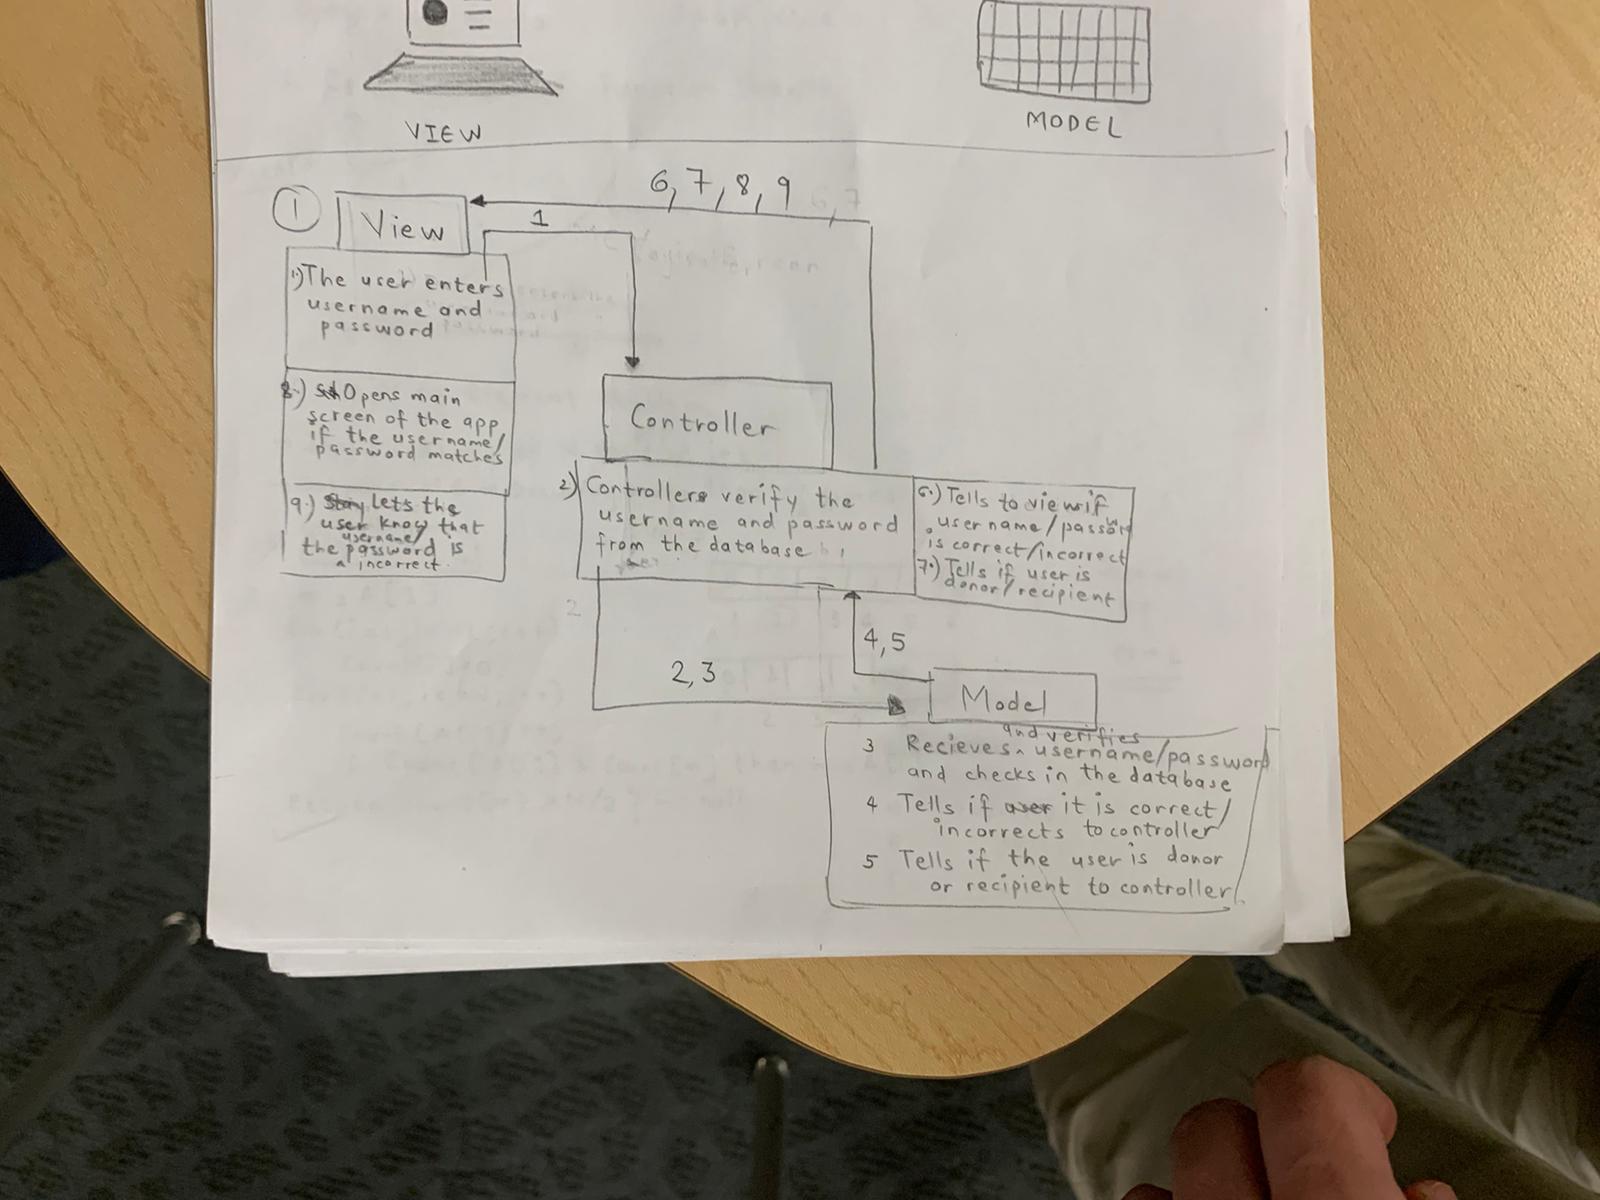 VIEW
MODEL
1
View
6, 7, 8, 9
1
1.) The user enters
username and
password
8.) Opens main
screen of the app
if the username/
password matches
9.) lets the
user know that
username/
the password is
incorrect.
Controller
2) Controllers verify the
username and password
from the database
6.) Tells to view if
username/password
is correct/incorrect
7.) Tells if user is
donor/recipient
2
4,5
2,3
Model
and verifies
3 Recieves ^ username/password
and checks in the database
4 Tells if it is correct/
incorrects to controller
5 Tells if the user is donor
or recipient to controller